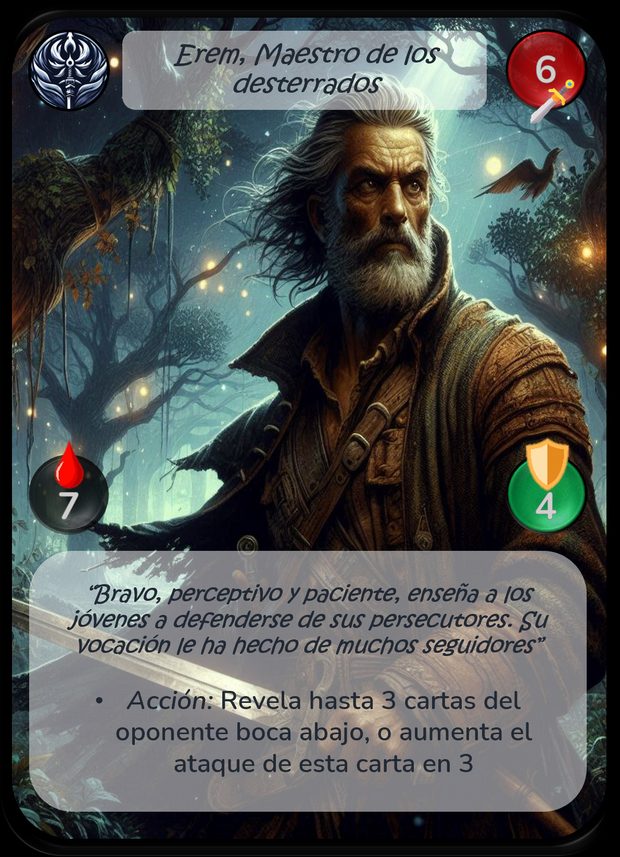 Erem, Maestro de los
desterrados
6
7
4
“Bravo, perceptivo y paciente, enseña a los
jóvenes a defenderse de sus persecutores. Su
vocación le ha hecho de muchos seguidores”
• Acción: Revela hasta 3 cartas del
oponente boca abajo, o aumenta el
ataque de esta carta en 3